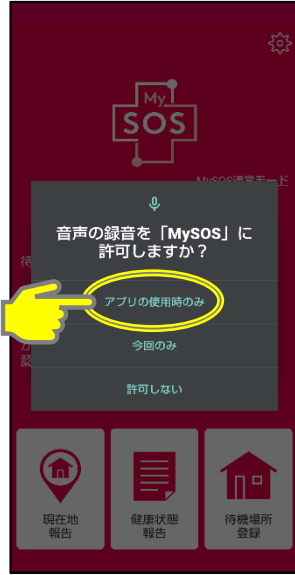 My
SOS
MySOS通常モード
音声の録音を「MySOS」に
許可しますか？
待
アプリの使用時のみ
今回のみ
か
認
許可しない
現在地
報告
健康状態
報告
待機場所
登録